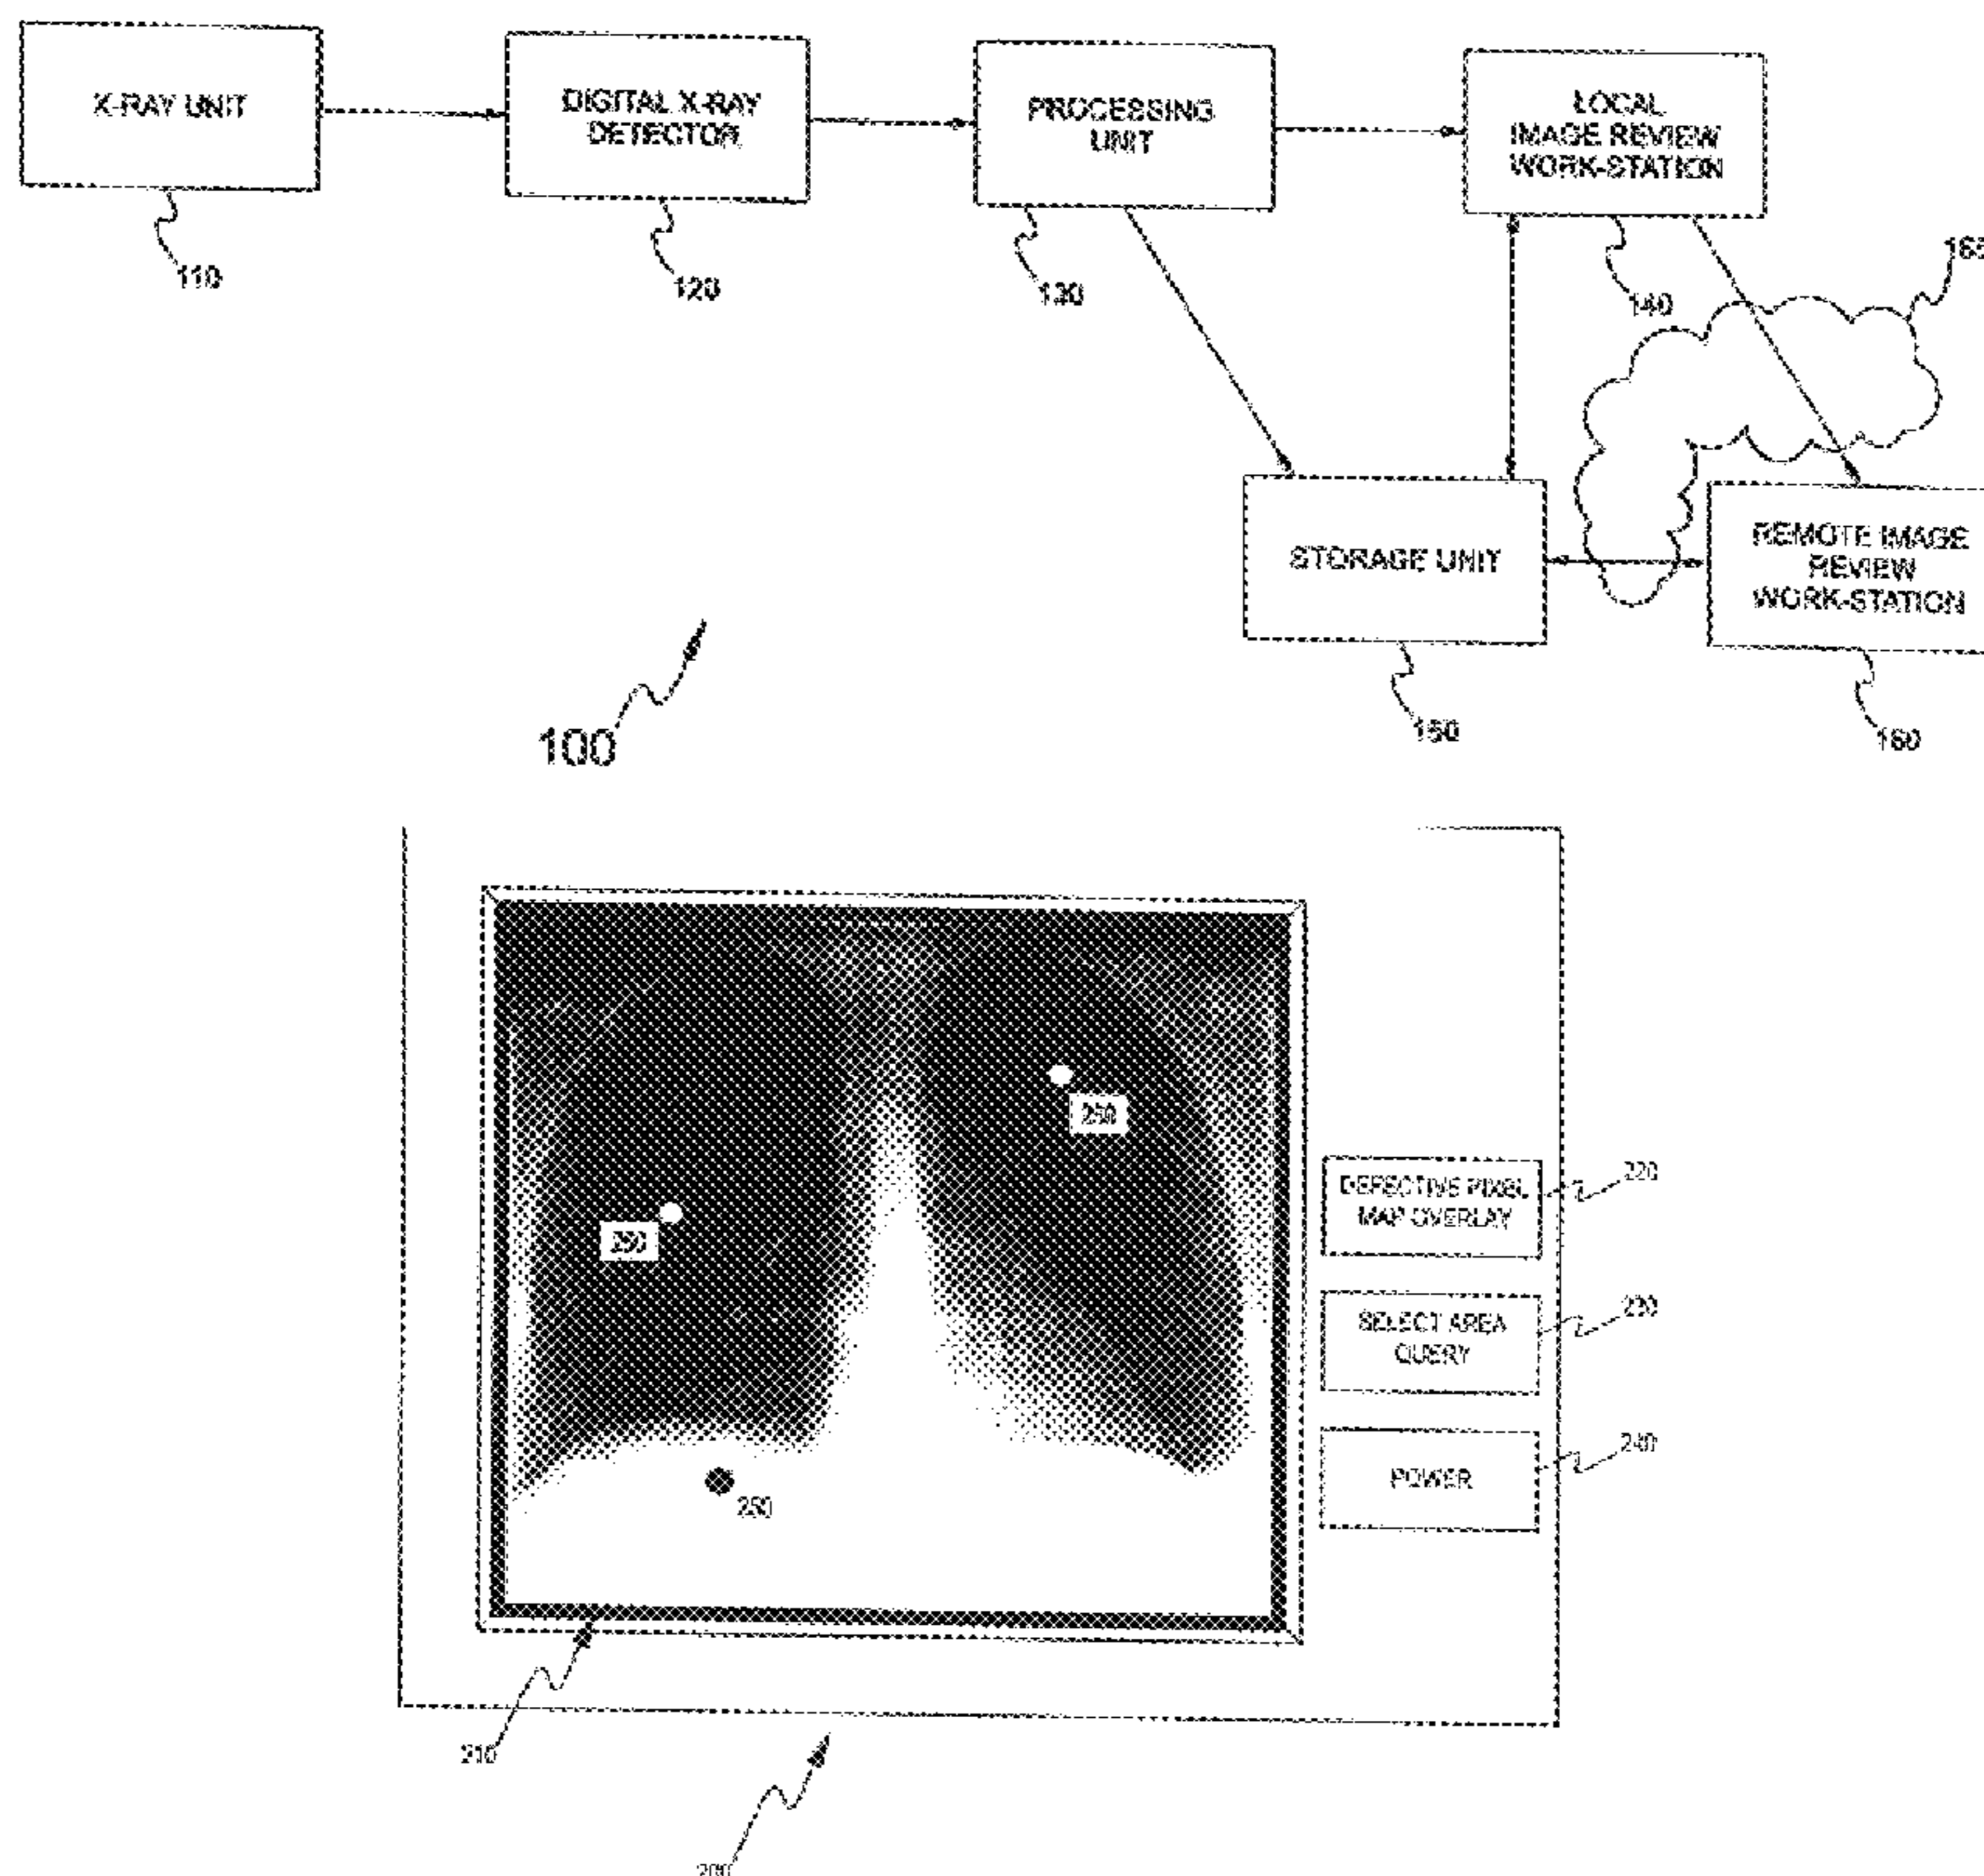 X-RAY UNIT
DIGITAL X-RAY
DETECTOR
PROCESSING
UNIT
LOCAL
IMAGE REVIEW
WORK-STATION
110
120
130
140
165
STORAGE UNIT
REMOTE IMAGE
REVIEW
WORK-STATION
100
150
160
250
250
250
DEFECTIVE PIXEL
MAP OVERLAY
220
SELECT AREA
QUERY
230
POWER
240
210
200